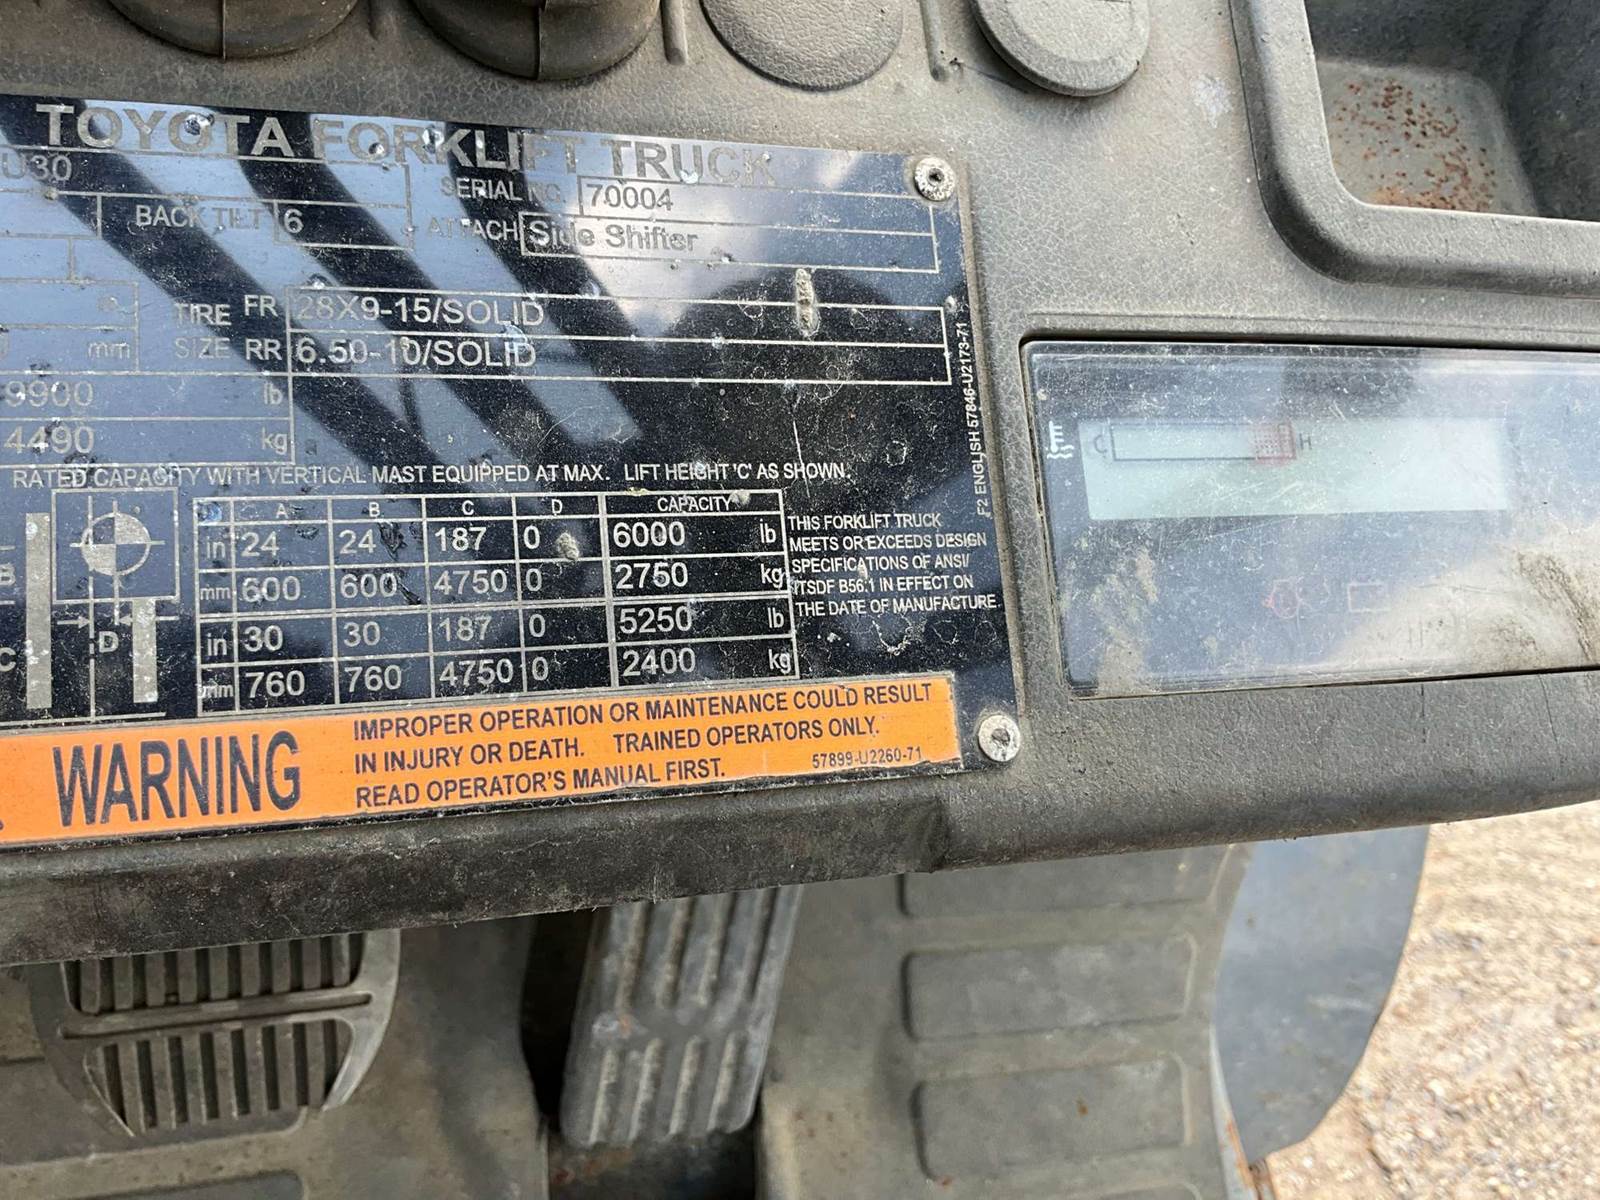 TOYOTA FORKLIFT TRUCK
U30
SERIAL NO. 70004
BACK TILT 6
ATTACH Side Shifter
TIRE SIZE FR 28X9-15/SOLID
RR 6.50-10/SOLID
mm
9900 lb
4490 kg
RATED CAPACITY WITH VERTICAL MAST EQUIPPED AT MAX. LIFT HEIGHT 'C' AS SHOWN.
A B C D CAPACITY
in 24 24 187 0 6000 lb
mm 600 600 4750 0 2750 kg
in 30 30 187 0 5250 lb
mm 760 760 4750 0 2400 kg
B
D
C
THIS FORKLIFT TRUCK
MEETS OR EXCEEDS DESIGN
SPECIFICATIONS OF ANSI/
ITSDF B56.1 IN EFFECT ON
THE DATE OF MANUFACTURE.
F2 ENGLISH 57846-U2173-71
WARNING
IMPROPER OPERATION OR MAINTENANCE COULD RESULT
IN INJURY OR DEATH. TRAINED OPERATORS ONLY.
READ OPERATOR'S MANUAL FIRST.
57899-U2260-71
C H